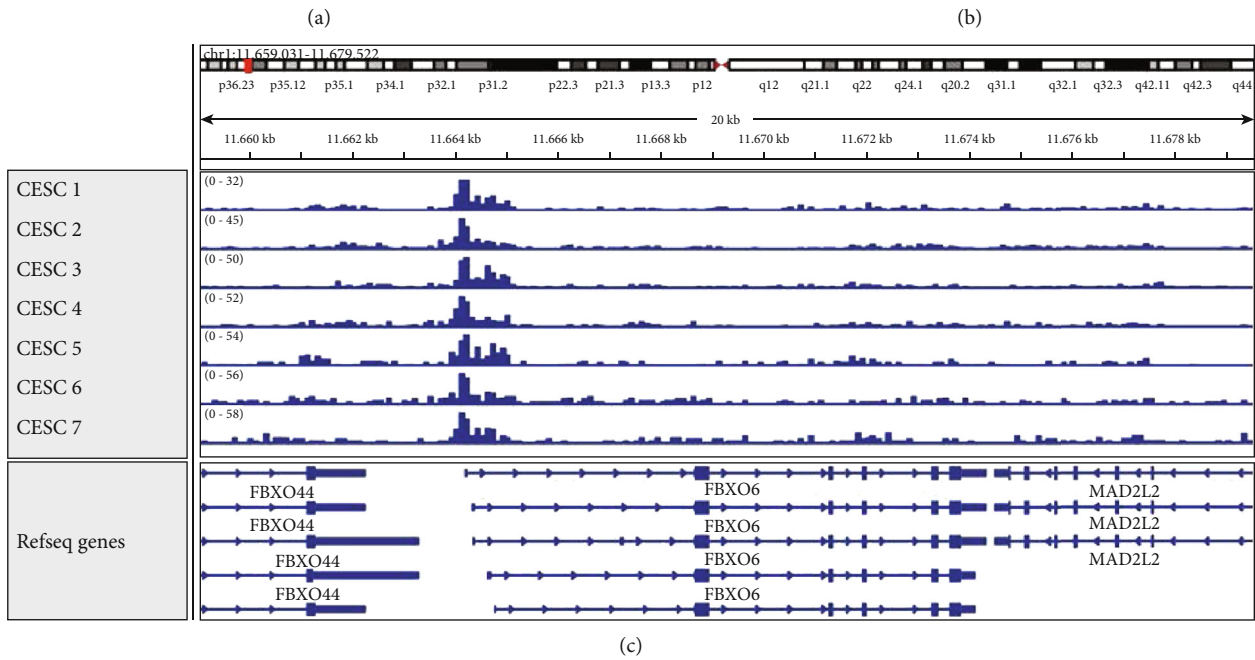 (a) (b)
chr1:11.659.031-11.679.522
p36.23 p35.12 p35.1 p34.1 p32.1 p31.2 p22.3 p21.3 p13.3 p12 q12 q21.1 q22 q24.1 q20.2 q31.1 q32.1 q32.3 q42.11 q42.3 q44
20 kb
11.660 kb 11.662 kb 11.664 kb 11.666 kb 11.668 kb 11.670 kb 11.672 kb 11.674 kb 11.676 kb 11.678 kb
CESC 1 (0 - 32)
CESC 2 (0 - 45)
CESC 3 (0 - 50)
CESC 4 (0 - 52)
CESC 5 (0 - 54)
CESC 6 (0 - 56)
CESC 7 (0 - 58)
Refseq genes
FBXO44 FBXO6 MAD2L2
FBXO44 FBXO6 MAD2L2
FBXO44 FBXO6 MAD2L2
FBXO44 FBXO6
(c)